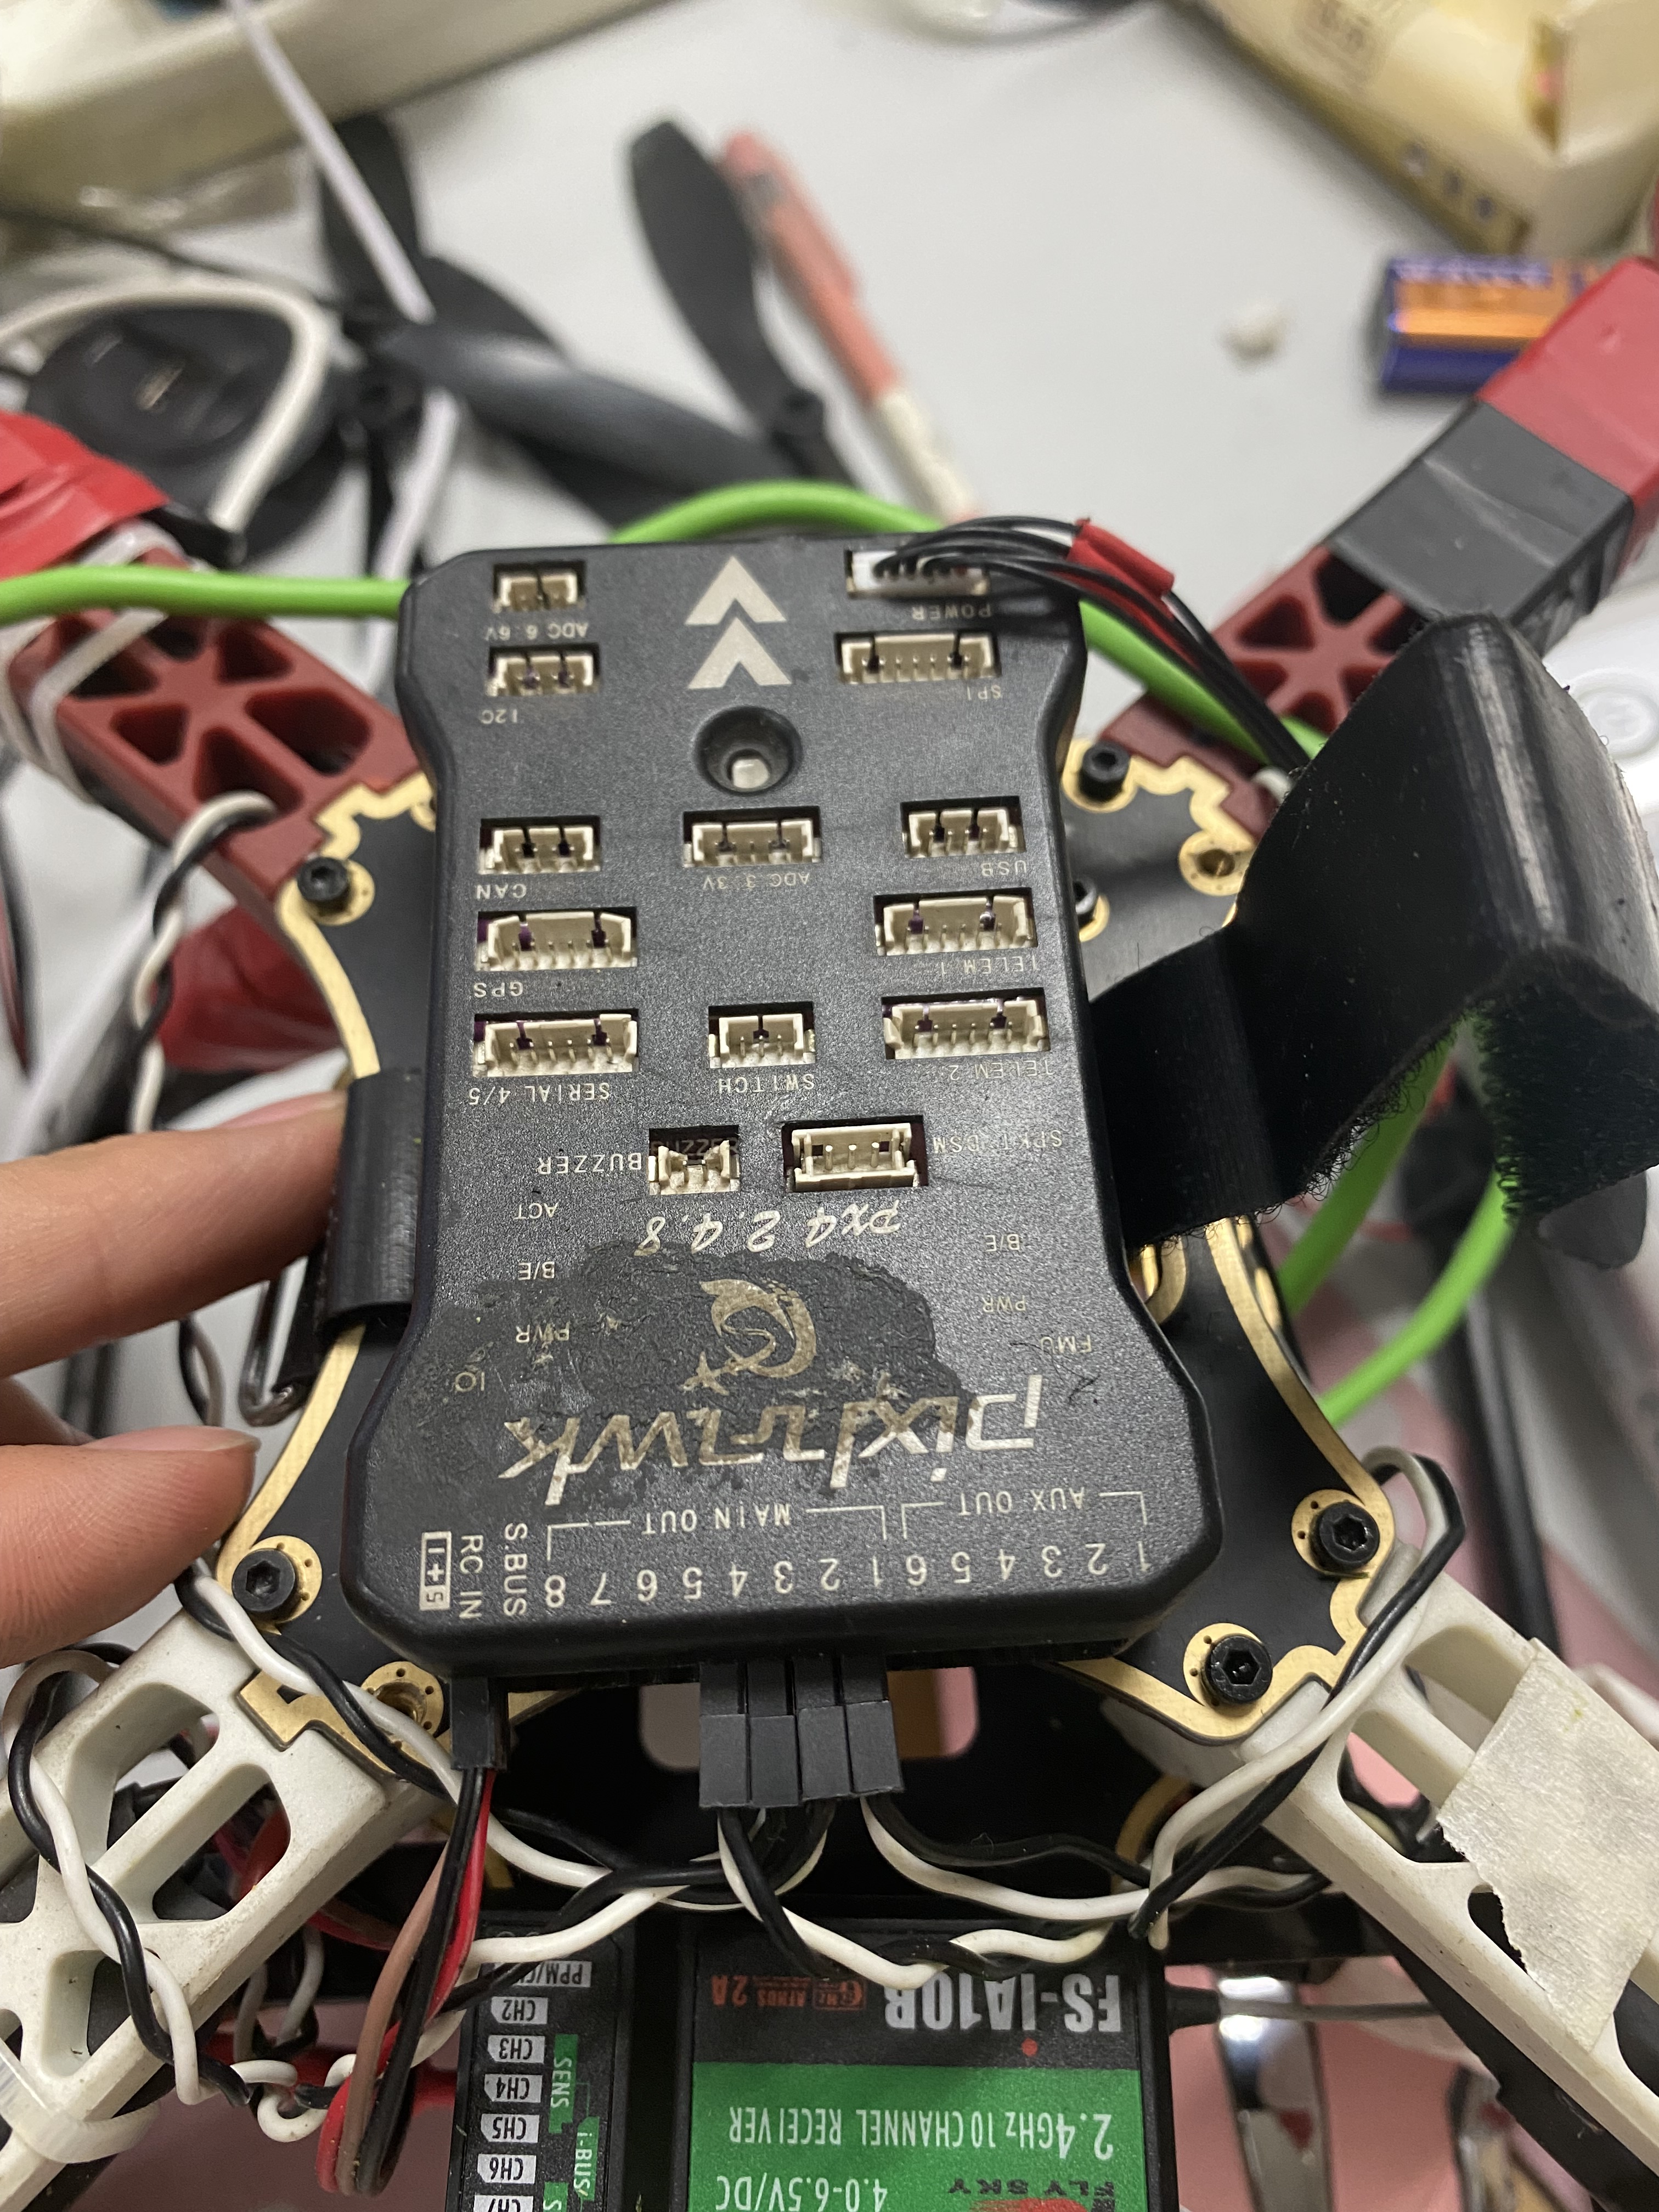 1 2 3 4 5 6 1 2 3 4 5 6 7 8 S.BUS RC IN
AUX OUT MAIN OUT
pixhawk
FMU IO
PWR PWR
B/E B/E
ACT
PX4 2.4.8
SPKT/DSM BUZZER
TELEM 2 SWITCH SERIAL 4/5
TELEM 1 GPS
USB ADC 3.3V CAN
SPI I2C
POWER ADC 6.6V
FLY SKY
4.0-6.5V/DC
2.4GHz 10 CHANNEL RECEIVER
FS-iA10B
AFHDS 2A
CH7
CH6
CH5
CH4
CH3
CH2
i-BUS
SENS